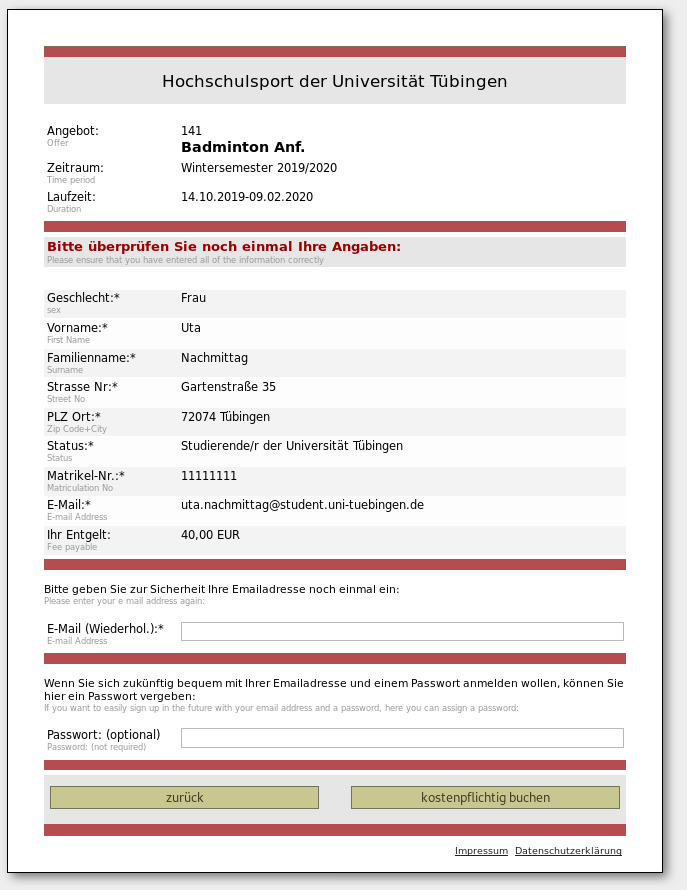 Hochschulsport der Universität Tübingen
Angebot: 141
Offer
Badminton Anf.
Zeitraum: Wintersemester 2019/2020
Time period
Laufzeit: 14.10.2019-09.02.2020
Duration
Bitte überprüfen Sie noch einmal Ihre Angaben:
Please ensure that you have entered all of the information correctly
Geschlecht:* Frau
sex
Vorname:* Uta
First Name
Familienname:* Nachmittag
Surname
Strasse Nr:* Gartenstraße 35
Street No
PLZ Ort:* 72074 Tübingen
Zip Code+City
Status:* Studierende/r der Universität Tübingen
Status
Matrikel-Nr.:* 11111111
Matriculation No
E-Mail:* uta.nachmittag@student.uni-tuebingen.de
E-mail Address
Ihr Entgelt: 40,00 EUR
Fee payable
Bitte geben Sie zur Sicherheit Ihre Emailadresse noch einmal ein:
Please enter your e mail address again:
E-Mail (Wiederhol.):*
E-mail Address
Wenn Sie sich zukünftig bequem mit Ihrer Emailadresse und einem Passwort anmelden wollen, können Sie
hier ein Passwort vergeben:
If you want to easily sign up in the future with your email address and a password, here you can assign a password:
Passwort: (optional)
Password: (not required)
zurück kostenpflichtig buchen
Impressum Datenschutzerklärung